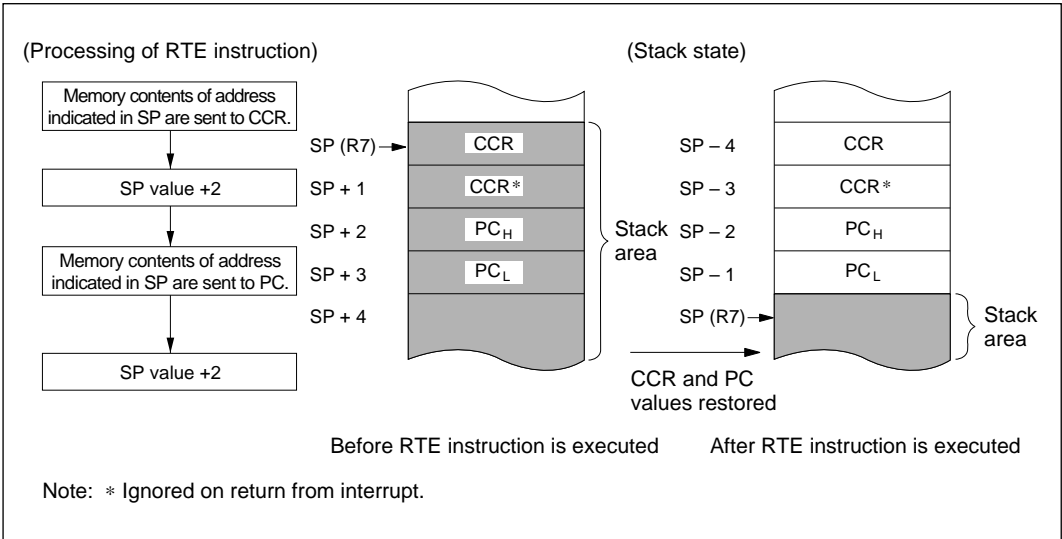 (Processing of RTE instruction)
(Stack state)
Memory contents of address
indicated in SP are sent to CCR.
SP value +2
Memory contents of address
indicated in SP are sent to PC.
SP value +2
SP (R7)
SP + 1
SP + 2
SP + 3
SP + 4
CCR
CCR*
PCH
PCL
Stack
area
SP – 4
SP – 3
SP – 2
SP – 1
SP (R7)
CCR
CCR*
PCH
PCL
Stack
area
CCR and PC
values restored
Before RTE instruction is executed
After RTE instruction is executed
Note: * Ignored on return from interrupt.